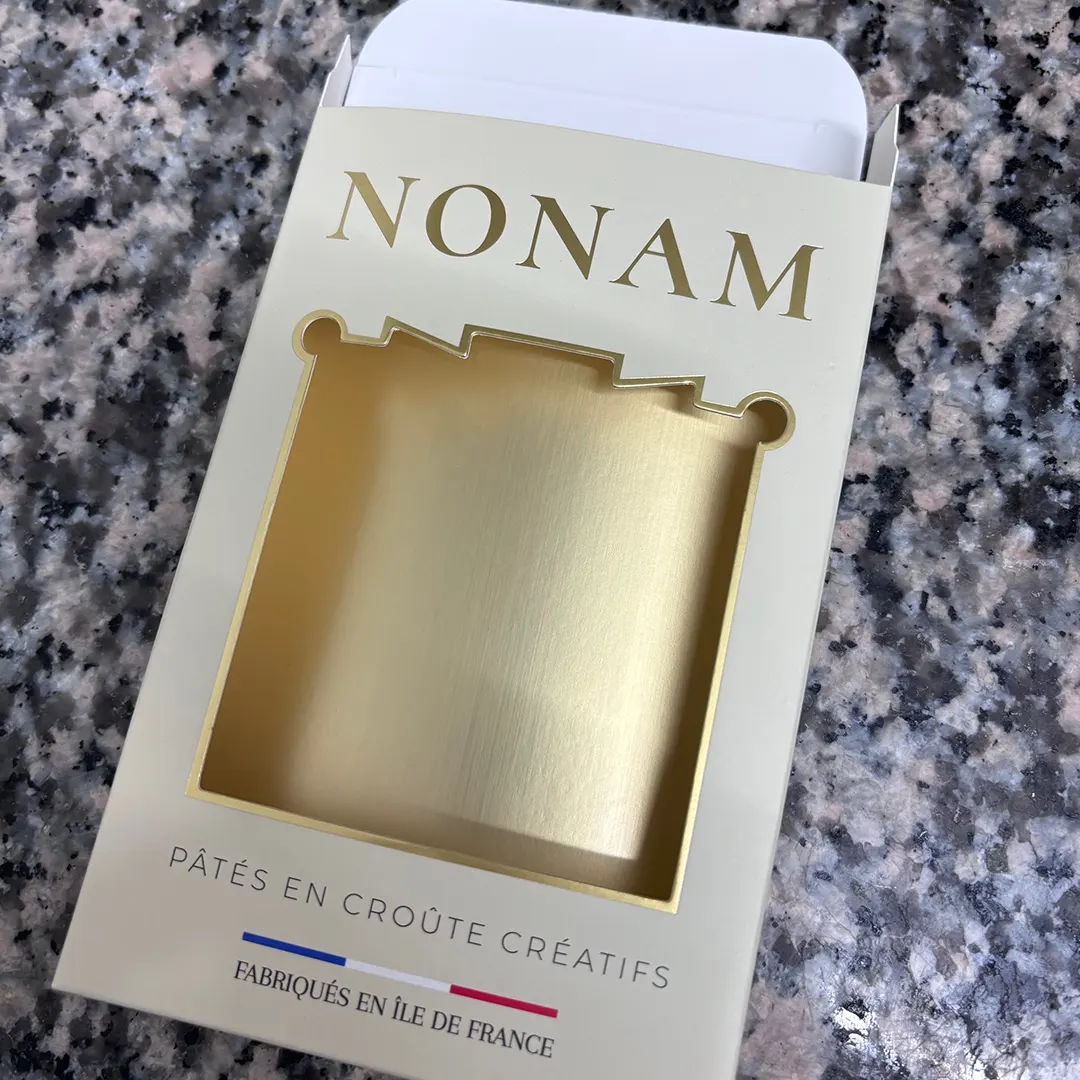 NONAM
PÂTÉS EN CROÛTE CRÉATIFS
FABRIQUÉS EN ÎLE DE FRANCE